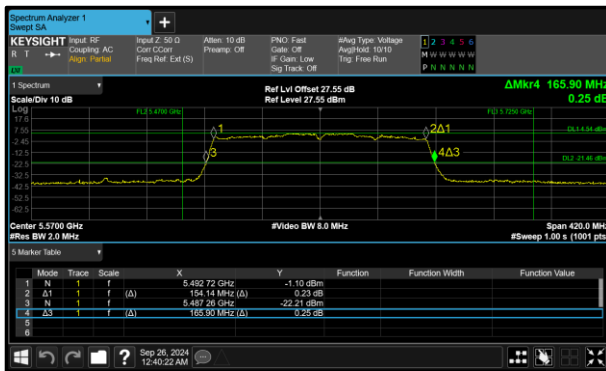 Spectrum Analyzer 1
Swept SA
KEYSIGHT Input: RF Input Z: 50 Ω Atten: 10 dB PNO: Fast #Avg Type: Voltage 1 2 3 4 5 6
R T Coupling: AC Corr CCorr Preamp: Off Gate: Off Avg|Hold: 10/10 M W W W W W
Align: Partial Freq Ref: Ext (S) IF Gain: Low Trig: Free Run P N N N N N
Sig Track: Off
1 Spectrum Ref Lvl Offset 27.55 dB ΔMkr4 165.90 MHz
Scale/Div 10 dB Ref Level 27.55 dBm 0.25 dB
Log
17.6 FL2 5.4700 GHz FL3 5.7250 GHz
7.55 1 2Δ1 DL1 4.54 dBm
-2.45
-12.5 3 4Δ3 DL2 -21.46 dBm
-22.5
-32.5
-42.5
-52.5
-62.5
Center 5.5700 GHz #Video BW 8.0 MHz Span 420.0 MHz
#Res BW 2.0 MHz #Sweep 1.00 s (1001 pts)
5 Marker Table
Mode Trace Scale X Y Function Function Width Function Value
1 N 1 f 5.492 72 GHz -1.10 dBm
2 Δ1 1 f (Δ) 154.14 MHz (Δ) 0.23 dB
3 N 1 f 5.487 26 GHz -22.21 dBm
4 Δ3 1 f (Δ) 165.90 MHz (Δ) 0.25 dB
5
6
? Sep 26, 2024
12:40:22 AM